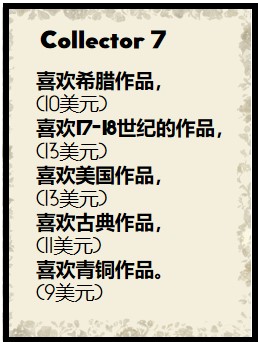 Collector 7
喜欢希腊作品，
(10美元)
喜欢17-18世纪的作品，
(13美元)
喜欢美国作品，
(13美元)
喜欢古典作品，
(11美元)
喜欢青铜作品。
(9美元)